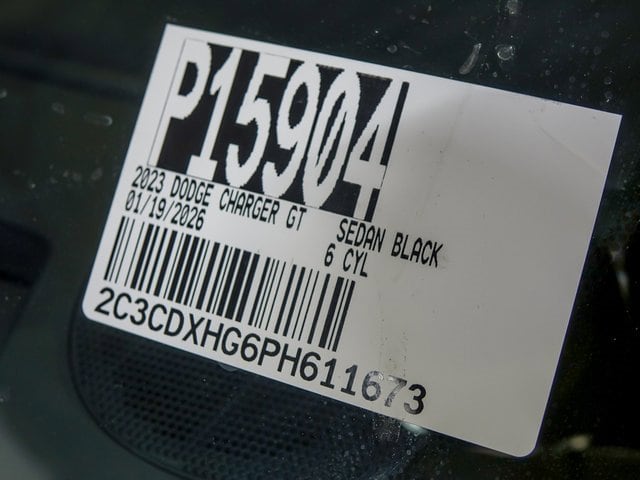 P15904
2023 DODGE CHARGER GT SEDAN BLACK
01/19/2026 6 CYL
2C3CDXHG6PH611673